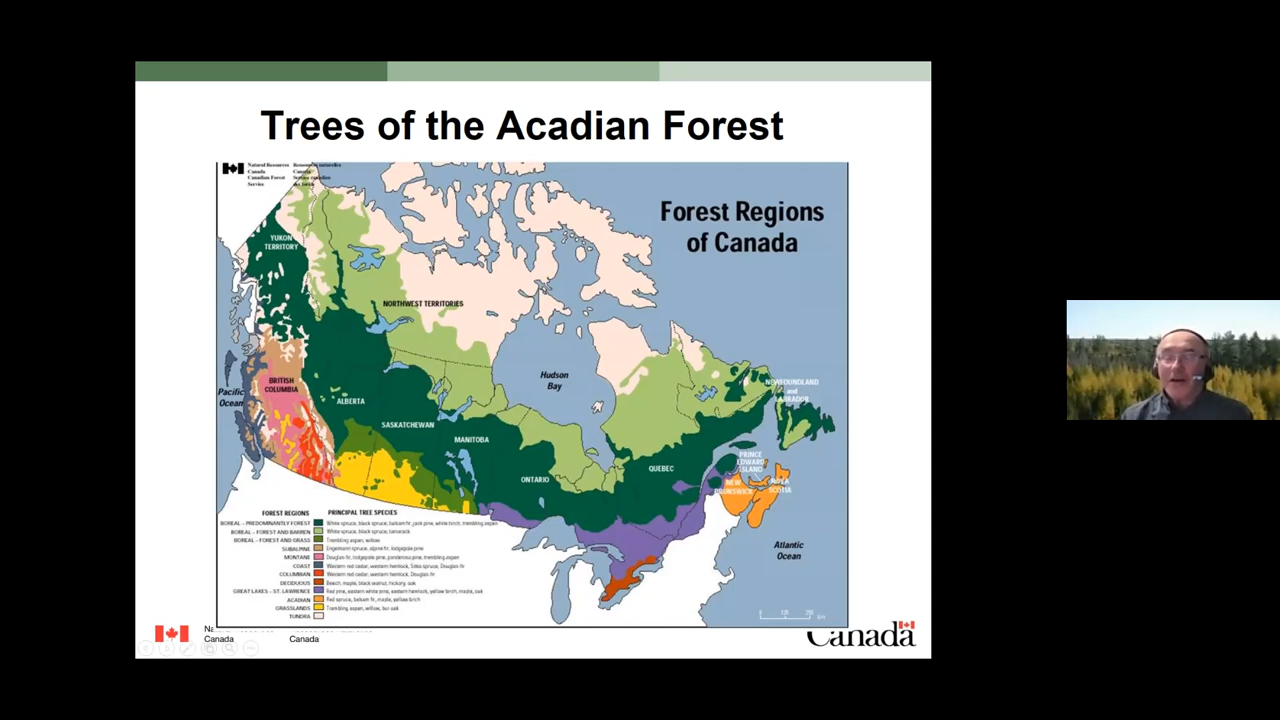 Trees of the Acadian Forest
Natural Resources
Canada
Canadian Forest
Service
Forest Regions
of Canada
YUKON
TERRITORY
NORTHWEST TERRITORIES
BRITISH
COLUMBIA
Pacific
Ocean
ALBERTA
SASKATCHEWAN
MANITOBA
ONTARIO
QUEBEC
Hudson
Bay
NEWFOUNDLAND
and
LABRADOR
PRINCE
EDWARD
ISLAND
NEW
BRUNSWICK
NOVA
SCOTIA
Atlantic
Ocean
FOREST REGIONS PRINCIPAL TREE SPECIES
BOREAL – PREDOMINANTLY FOREST White spruce, black spruce, balsam fir, jack pine, white birch, trembling aspen
BOREAL – FOREST AND BARREN White spruce, black spruce, tamarack
BOREAL – FOREST AND GRASS Trembling aspen, willow
SUBALPINE Engelmann spruce, alpine fir, lodgepole pine
MONTANE Douglas-fir, lodgepole pine, ponderosa pine, trembling aspen
COAST Western red cedar, western hemlock, Sitka spruce, Douglas-fir
COLUMBIAN Western red cedar, western hemlock, Douglas-fir
DECIDUOUS Beech, maple, black walnut, hickory, oak
GREAT LAKES – ST. LAWRENCE Red pine, eastern white pine, eastern hemlock, yellow birch, maple, oak
ACADIAN Red spruce, balsam fir, maple, yellow birch
GRASSLANDS Trembling aspen, willow, bur oak
TUNDRA
Canada
Canada
Canada